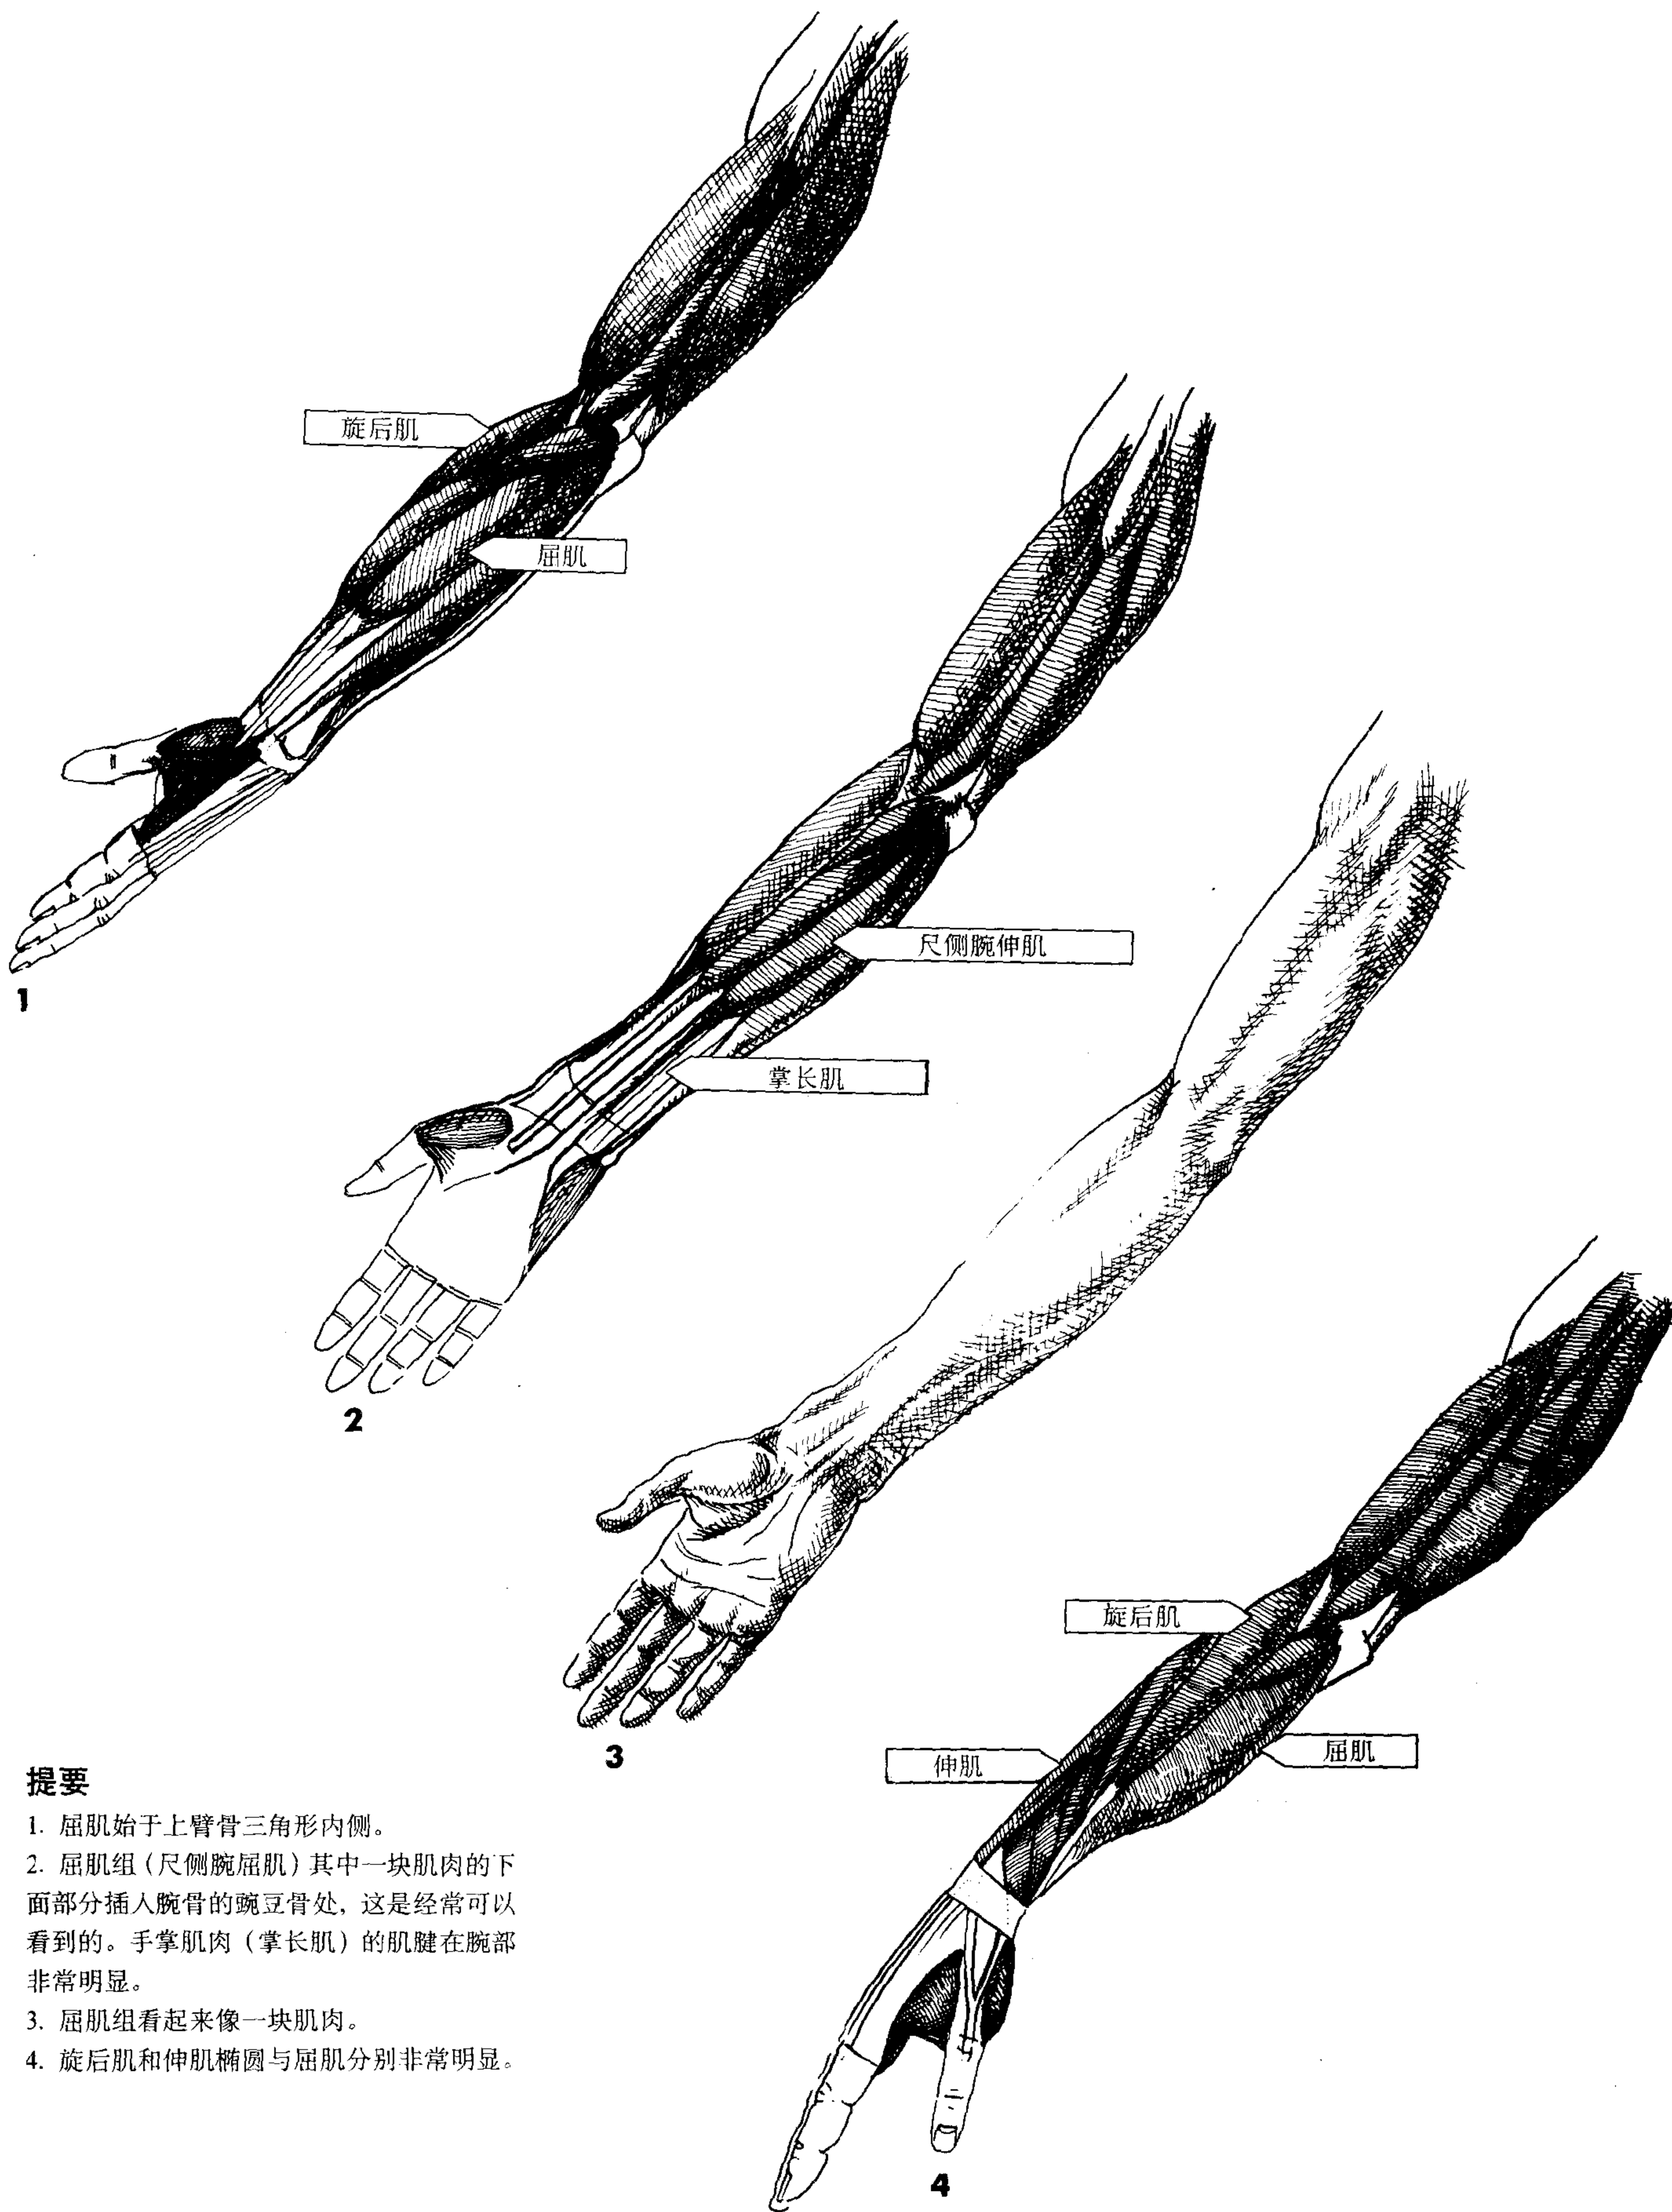 旋后肌
屈肌
1
尺侧腕伸肌
掌长肌
2
3
旋后肌
伸肌
屈肌
4
提要
1. 屈肌始于上臂骨三角形内侧。
2. 屈肌组（尺侧腕屈肌）其中一块肌肉的下
面部分插入腕骨的豌豆骨处，这是经常可以
看到的。手掌肌肉（掌长肌）的肌腱在腕部
非常明显。
3. 屈肌组看起来像一块肌肉。
4. 旋后肌和伸肌椭圆与屈肌分别非常明显。